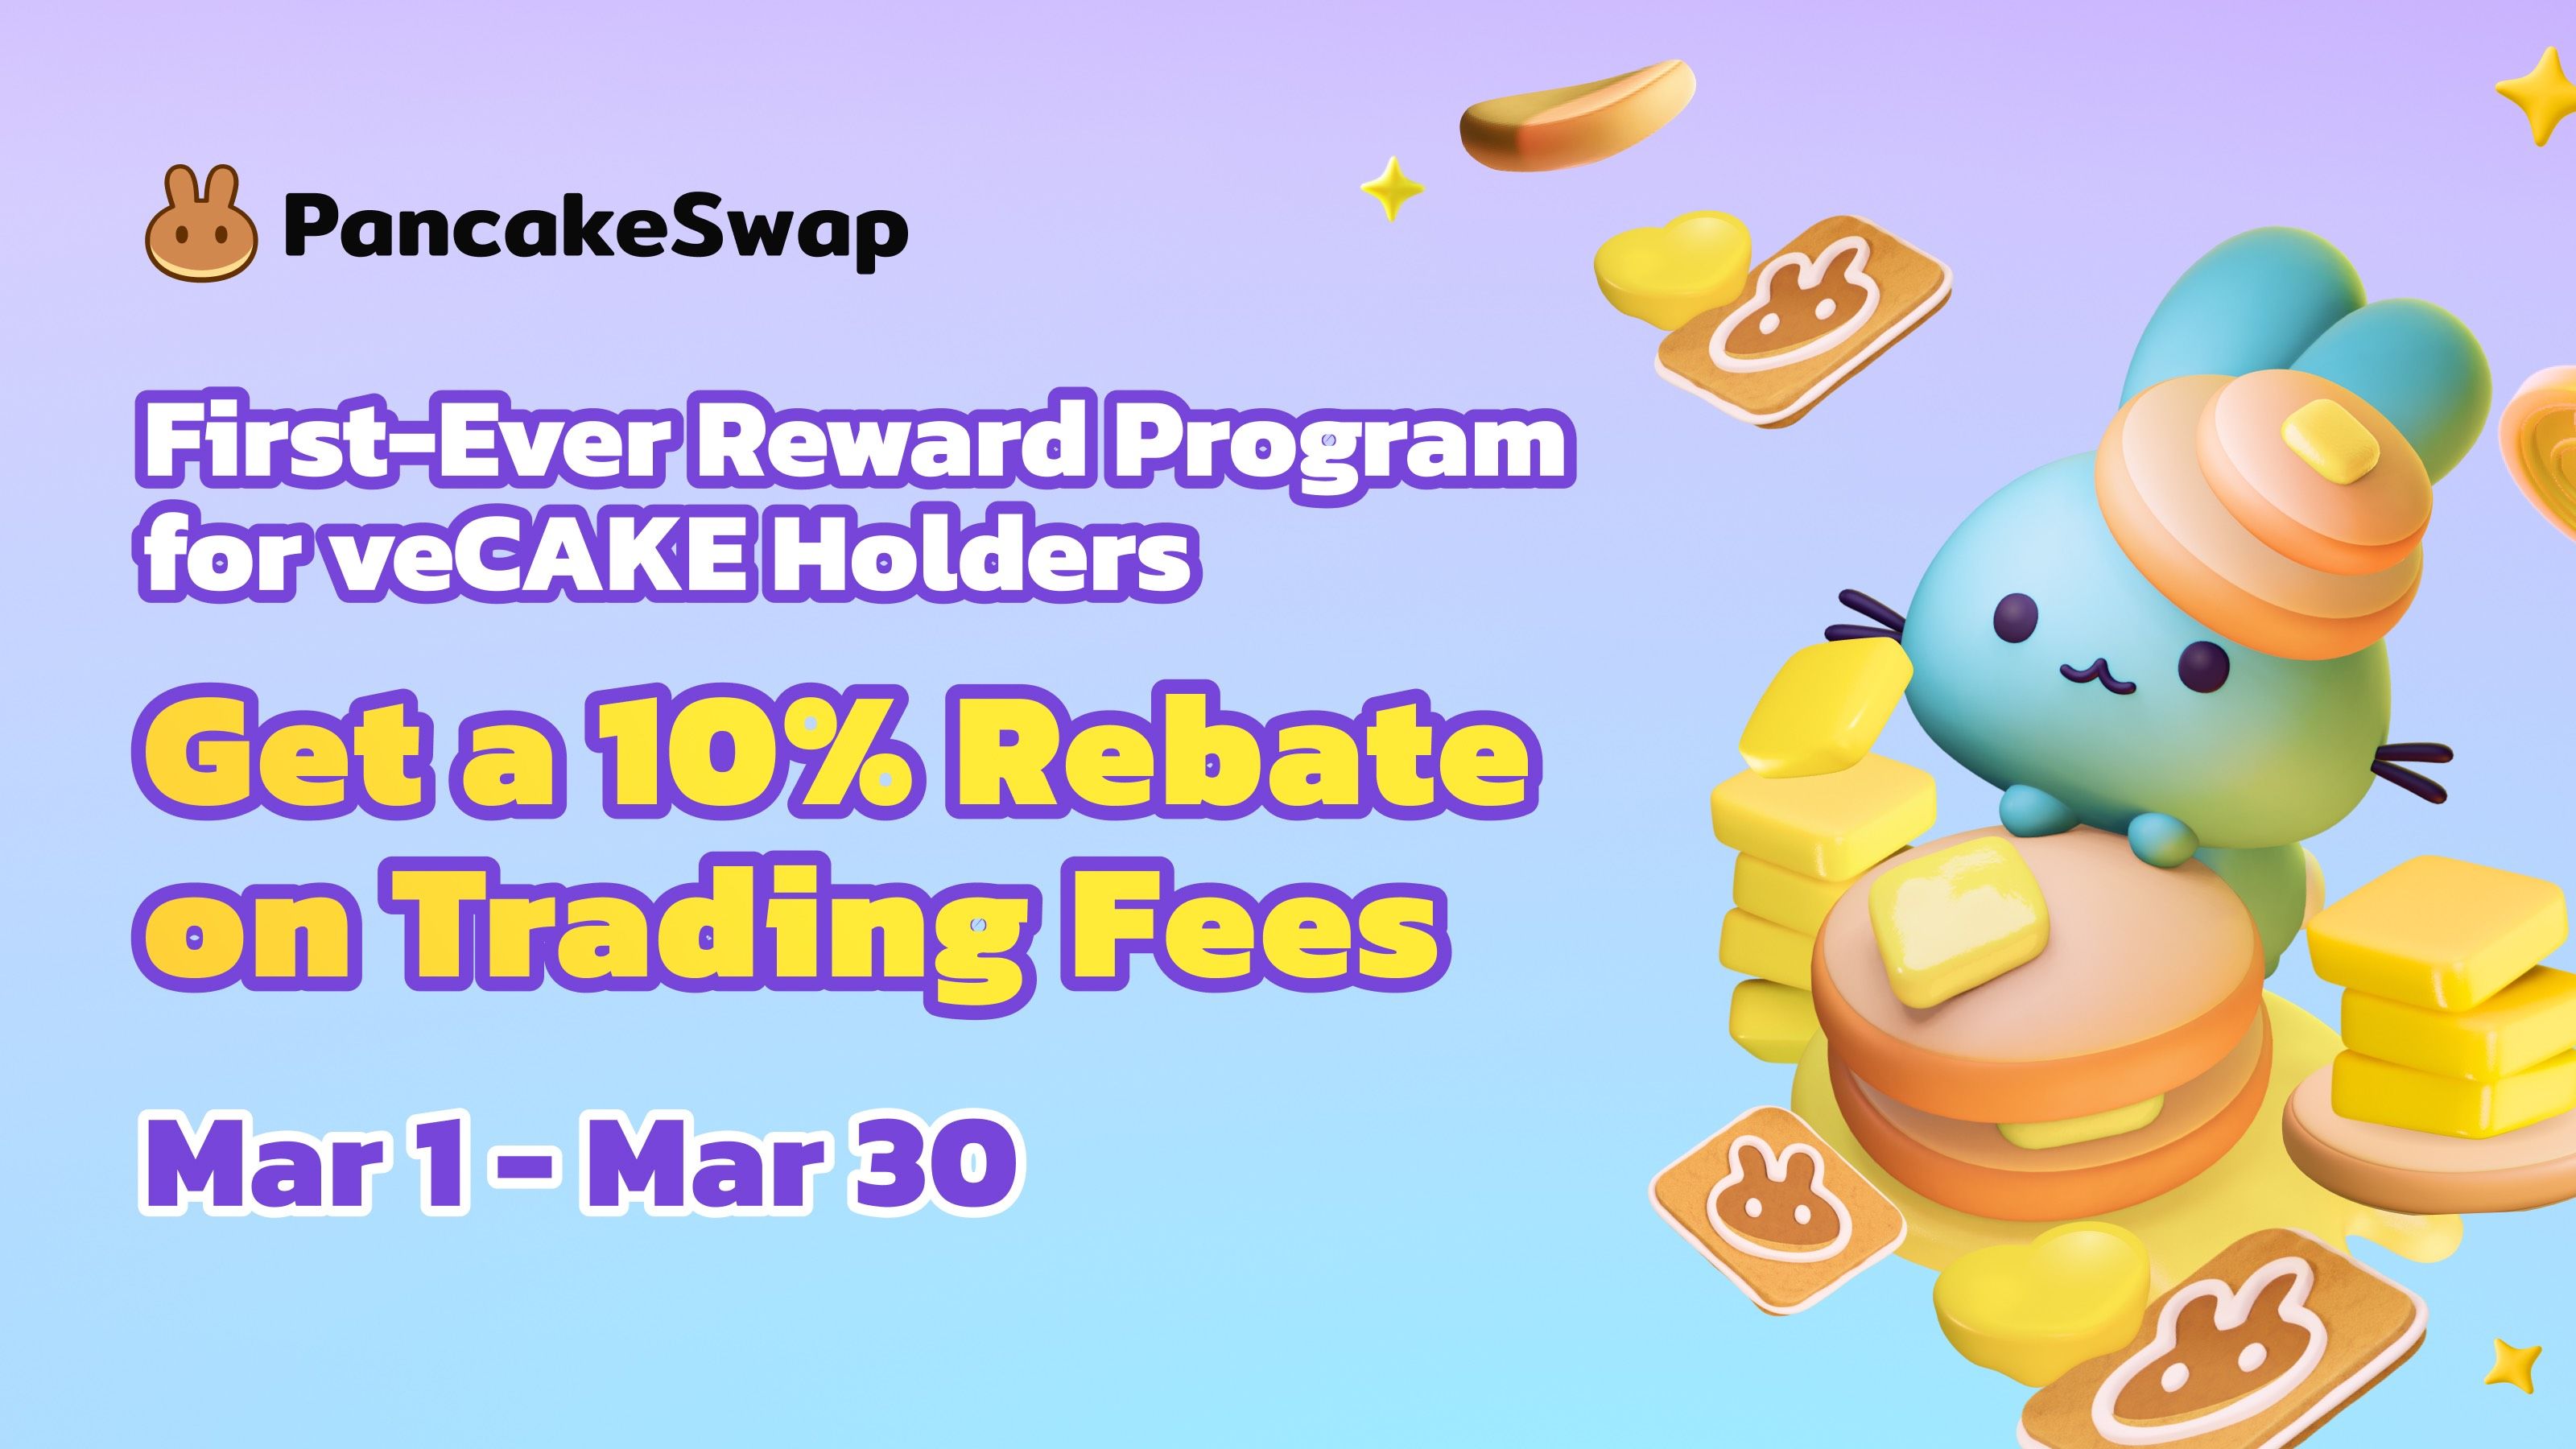 PancakeSwap
First-Ever Reward Program
for veCAKE Holders
Get a 10% Rebate
on Trading Fees
Mar 1 - Mar 30